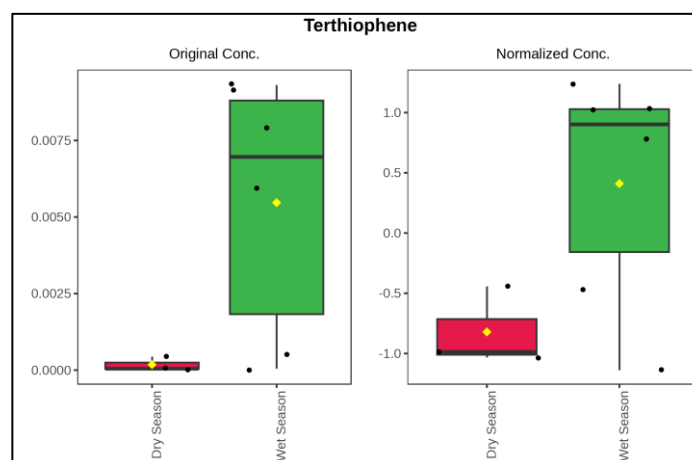 Terthiophene
Original Conc.
Normalized Conc.
0.0075
0.0050
0.0025
0.0000
1.0
0.5
0.0
-0.5
-1.0
Dry Season
Wet Season
Dry Season
Wet Season